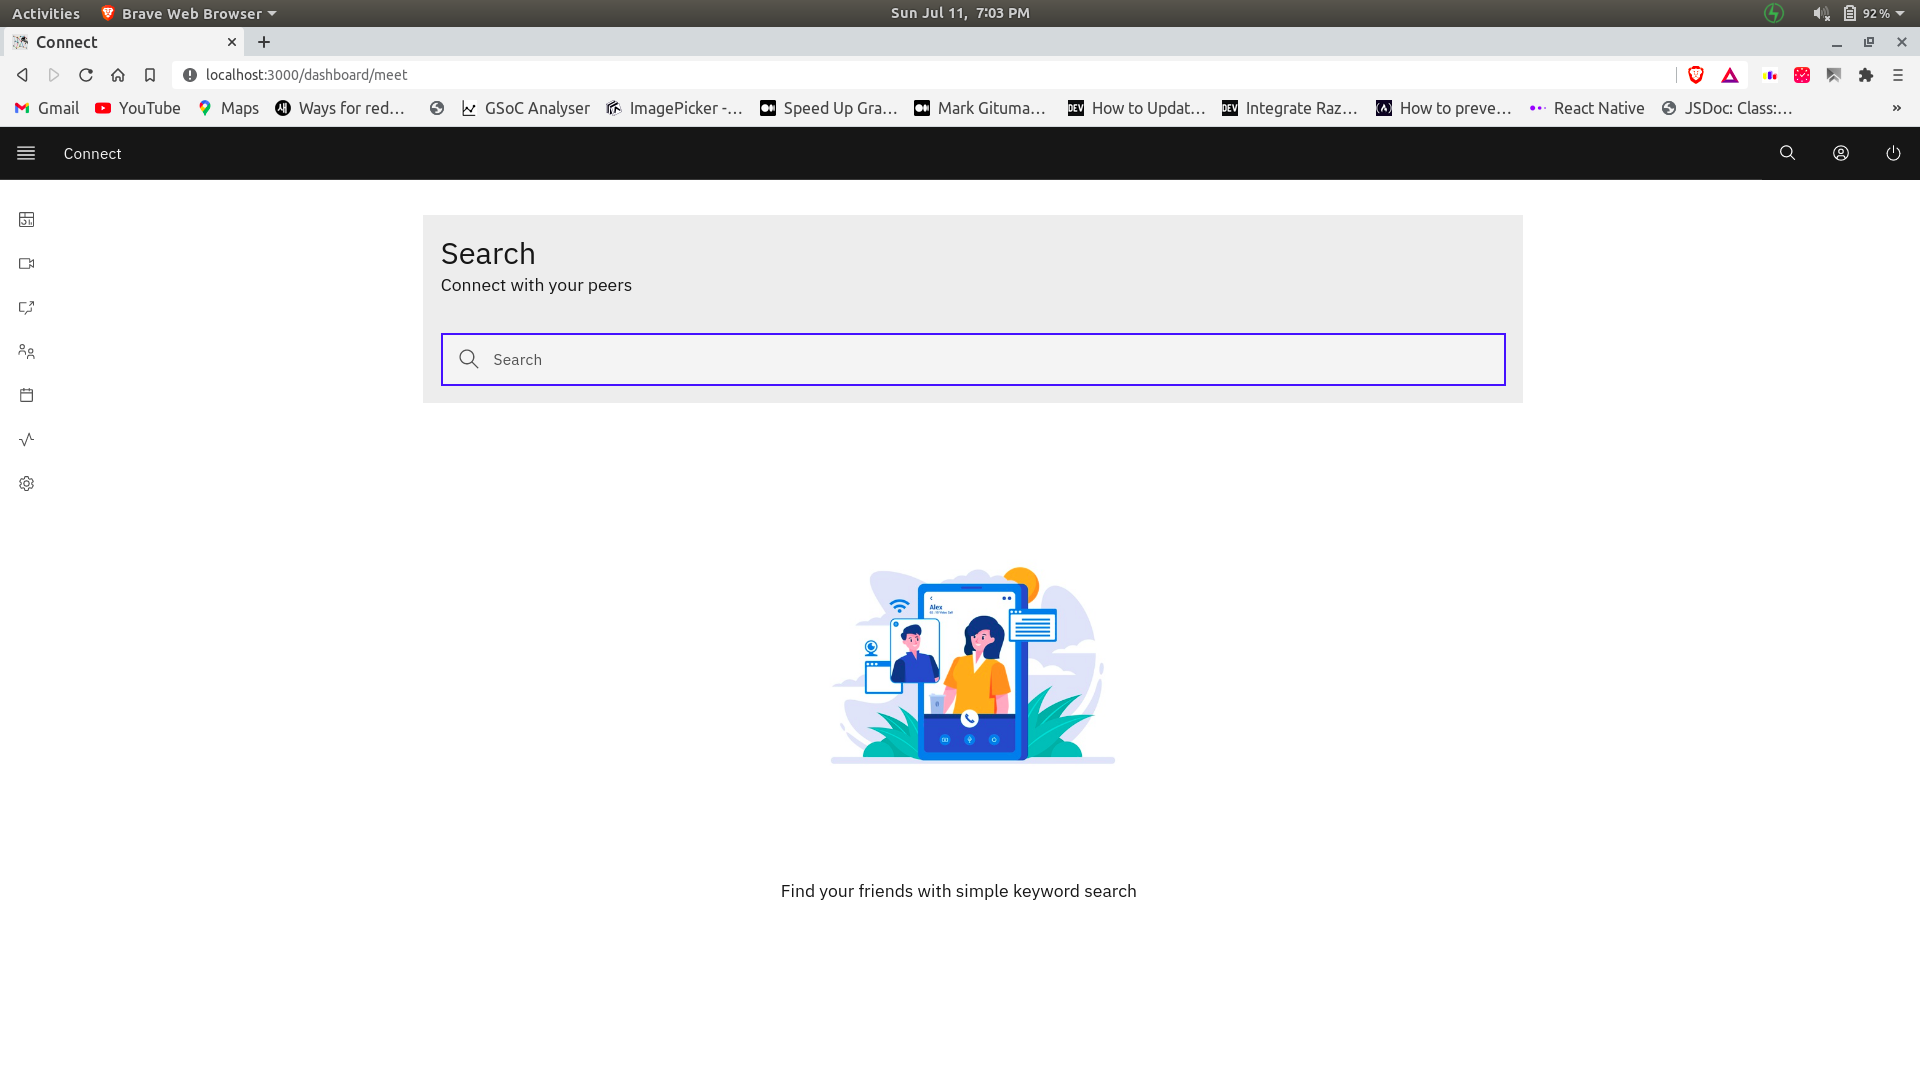 Activities Brave Web Browser Sun Jul 11, 7:03 PM 92 %
Connect
localhost:3000/dashboard/meet
Gmail YouTube Maps Ways for red... GSoC Analyser ImagePicker -... Speed Up Gra... Mark Gituma... DEV How to Updat... DEV Integrate Raz... How to preve... React Native JSDoc: Class:... »
Connect
Search
Connect with your peers
Search
Alex
Find your friends with simple keyword search